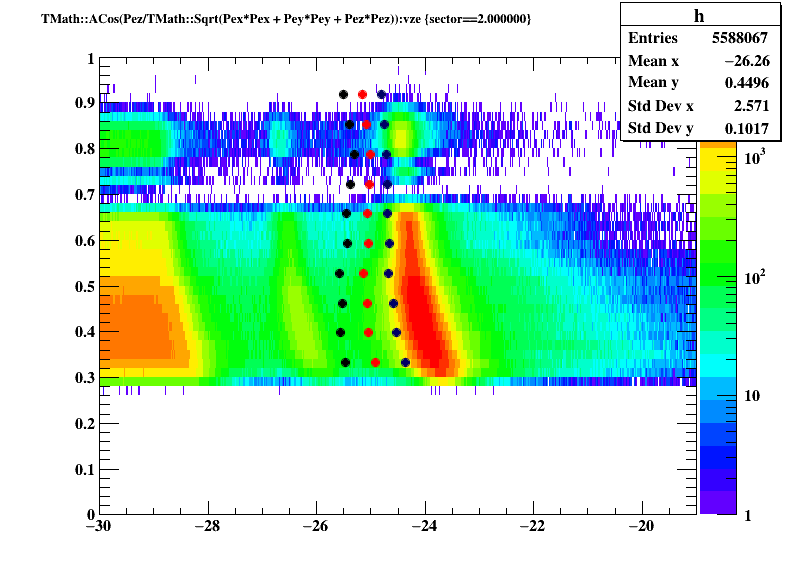 TMath::ACos(Pez/TMath::Sqrt(Pex*Pex + Pey*Pey + Pez*Pez)):vze {sector==2.000000}
h
Entries 5588067
Mean x −26.26
Mean y 0.4496
Std Dev x 2.571
Std Dev y 0.1017
1
0.9
0.8
0.7
0.6
0.5
0.4
0.3
0.2
0.1
0
−30 −28 −26 −24 −22 −20
10³
10²
10
1